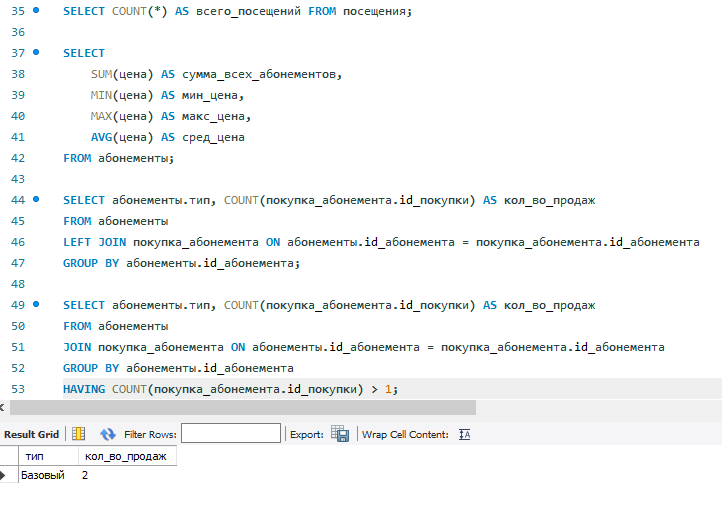 35 SELECT COUNT(*) AS всего_посещений FROM посещения;
36
37 SELECT
38 SUM(цена) AS сумма_всех_абонементов,
39 MIN(цена) AS мин_цена,
40 MAX(цена) AS макс_цена,
41 AVG(цена) AS сред_цена
42 FROM абонементы;
43
44 SELECT абонементы.тип, COUNT(покупка_абонемента.id_покупки) AS кол_во_продаж
45 FROM абонементы
46 LEFT JOIN покупка_абонемента ON абонементы.id_абонемента = покупка_абонемента.id_абонемента
47 GROUP BY абонементы.id_абонемента;
48
49 SELECT абонементы.тип, COUNT(покупка_абонемента.id_покупки) AS кол_во_продаж
50 FROM абонементы
51 JOIN покупка_абонемента ON абонементы.id_абонемента = покупка_абонемента.id_абонемента
52 GROUP BY абонементы.id_абонемента
53 HAVING COUNT(покупка_абонемента.id_покупки) > 1;
Result Grid Filter Rows: Export: Wrap Cell Content:
тип кол_во_продаж
Базовый 2